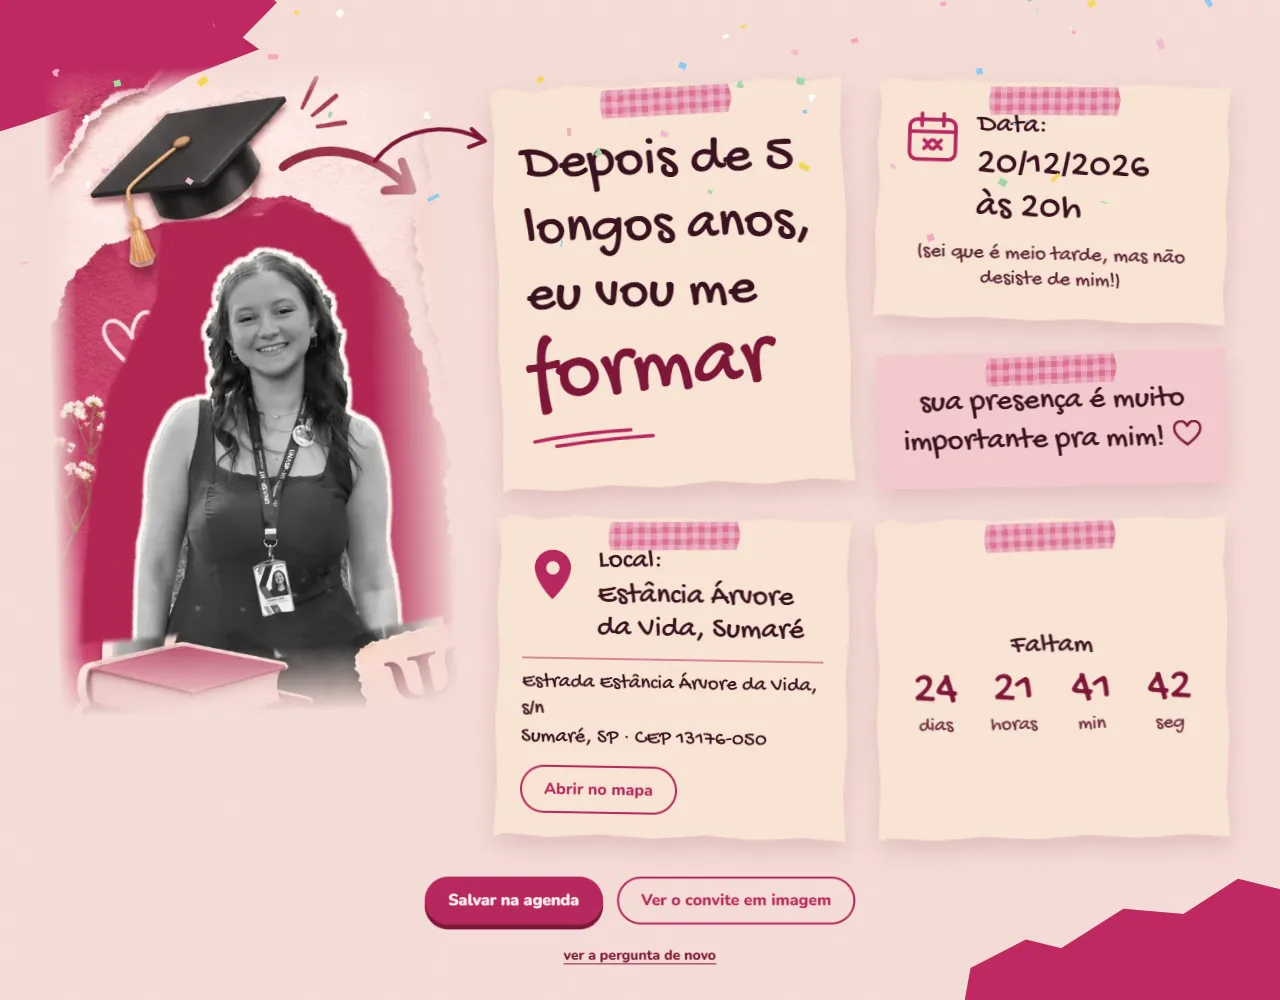 Depois de 5
longos anos,
eu vou me
formar
Data:
20/12/2026
às 20h
(sei que é meio tarde, mas não
desiste de mim!)
sua presença é muito
importante pra mim!
Local:
Estância Árvore
da Vida, Sumaré
Estrada Estância Árvore da Vida,
s/n
Sumaré, SP · CEP 13176-050
Abrir no mapa
Faltam
24 21 41 42
dias horas min seg
Ψ
Salvar na agenda
Ver o convite em imagem
ver a pergunta de novo